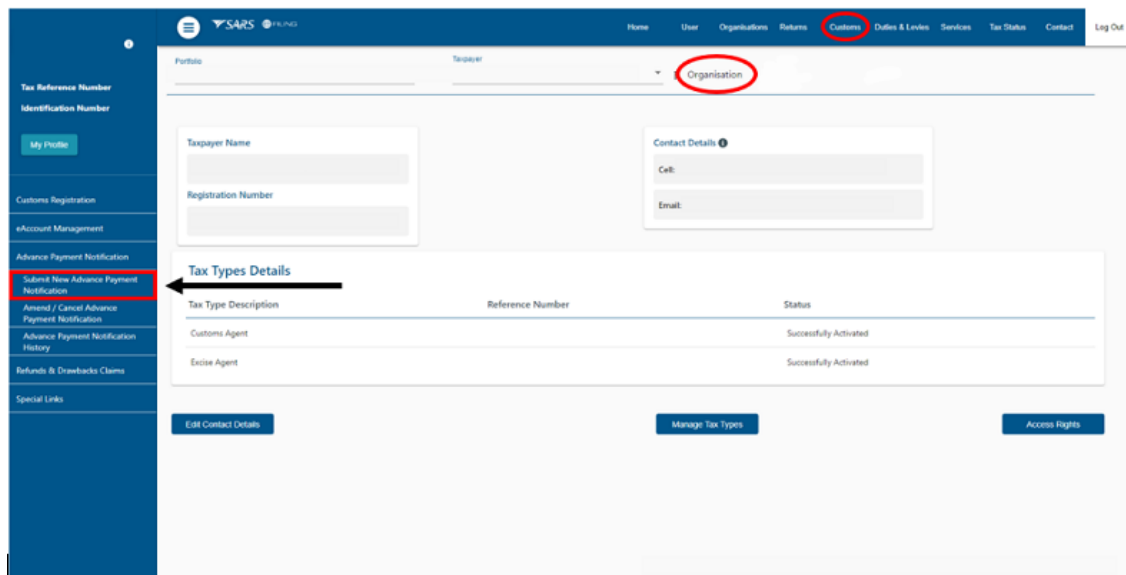 SARS eFILING
Home User Organisations Returns Customs Duties & Levies Services Tax Status Contact Log Out
Portfolio
Taxpayer
Organisation
Tax Reference Number
Identification Number
My Profile
Customs Registration
eAccount Management
Advance Payment Notification
Submit New Advance Payment
Notification
Amend / Cancel Advance
Payment Notification
Advance Payment Notification
History
Refunds & Drawbacks Claims
Special Links
Taxpayer Name
Registration Number
Contact Details
Cell:
Email:
Tax Types Details
Tax Type Description Reference Number Status
Customs Agent Successfully Activated
Excise Agent Successfully Activated
Edit Contact Details Manage Tax Types Access Rights